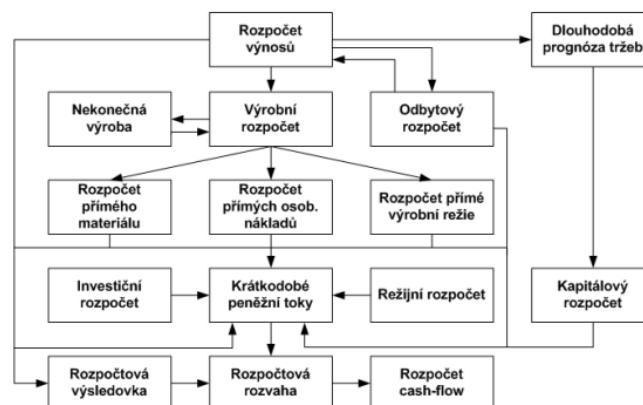 Rozpočet
výnosů
Dlouhodobá
prognóza tržeb
Nekonečná
výroba
Výrobní
rozpočet
Odbytový
rozpočet
Rozpočet
přímého
materiálu
Rozpočet
přímých osob.
nákladů
Rozpočet přímé
výrobní režie
Investiční
rozpočet
Krátkodobé
peněžní toky
Režijní rozpočet
Kapitálový
rozpočet
Rozpočtová
výsledovka
Rozpočtová
rozvaha
Rozpočet
cash-flow